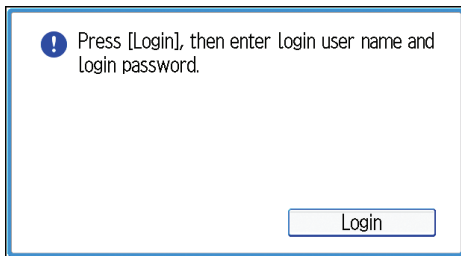 Press [Login], then enter login user name and
login password.
Login